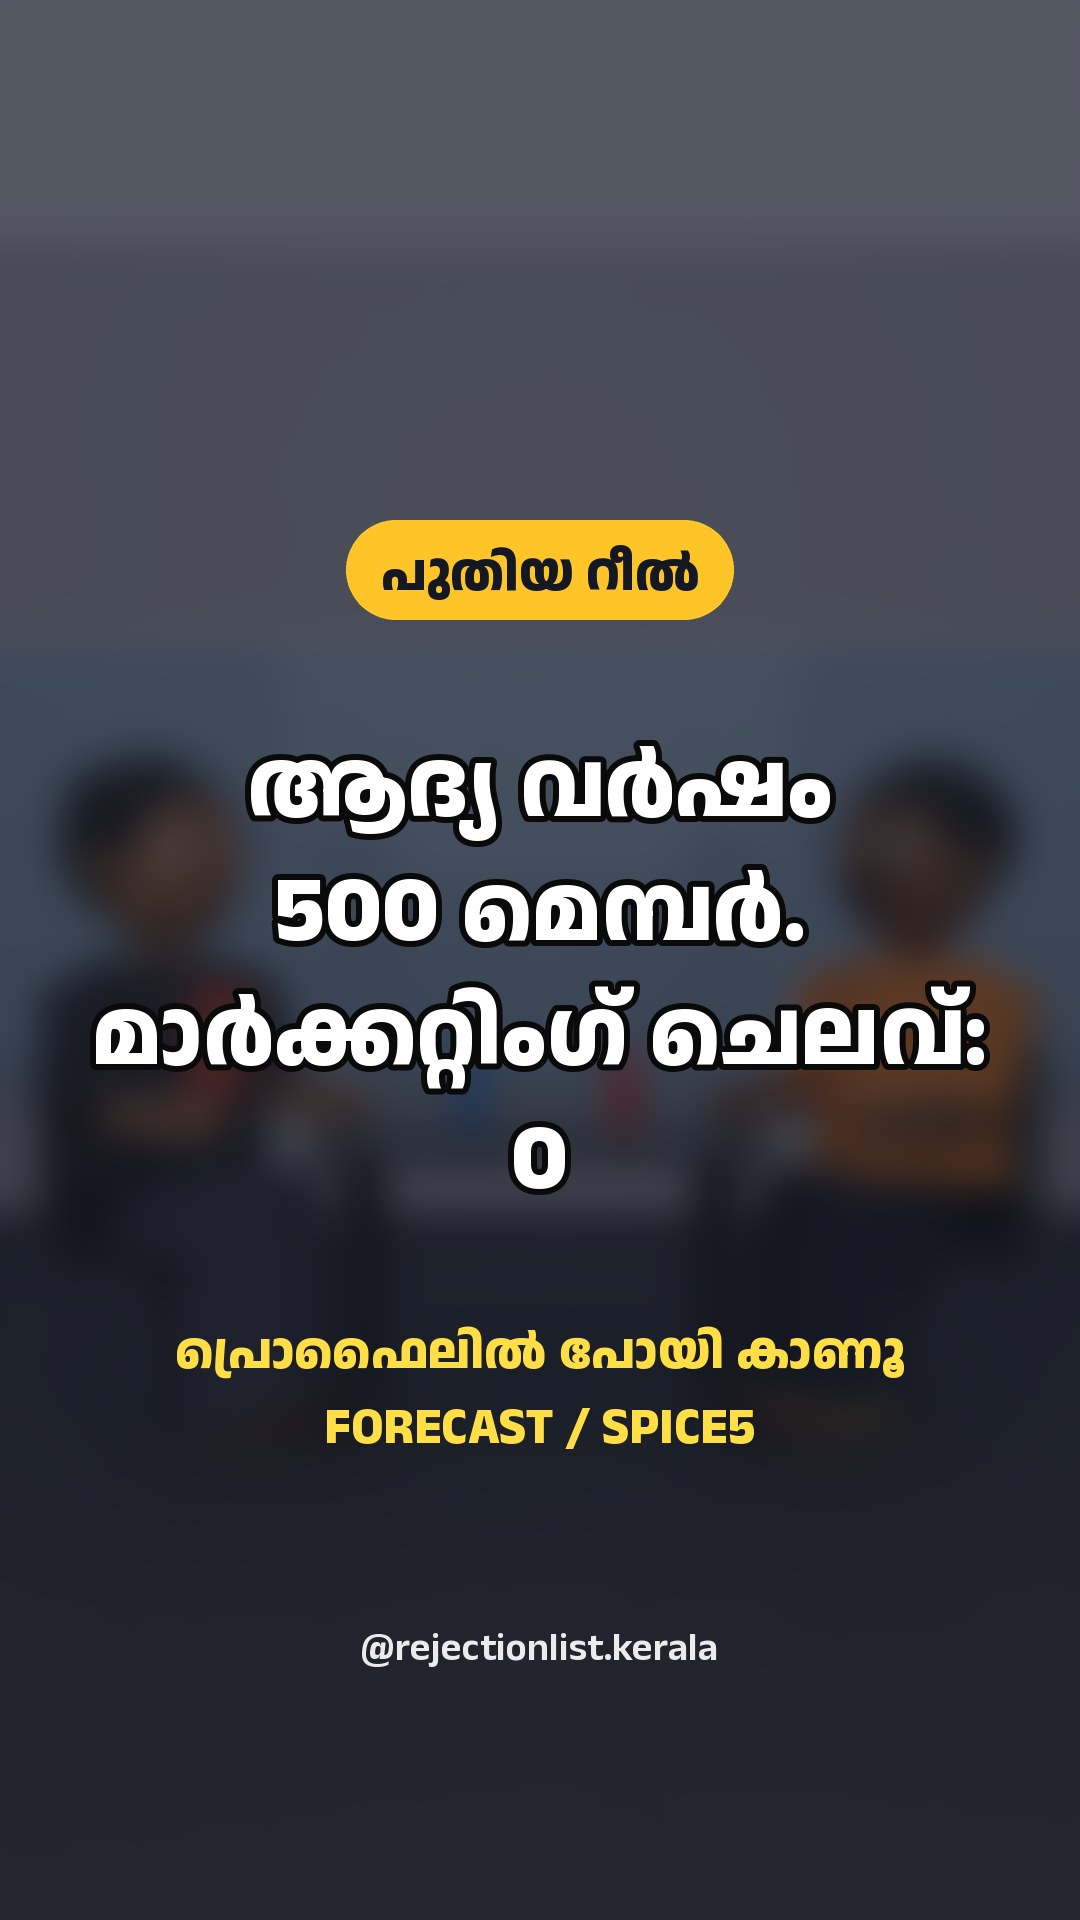 പുതിയ റീൽ
ആദ്യ വർഷം
500 മെമ്പർ.
മാർക്കറ്റിംഗ് ചെലവ്:
0
പ്രൊഫൈലിൽ പോയി കാണൂ
FORECAST / SPICE5
@rejectionlist.kerala